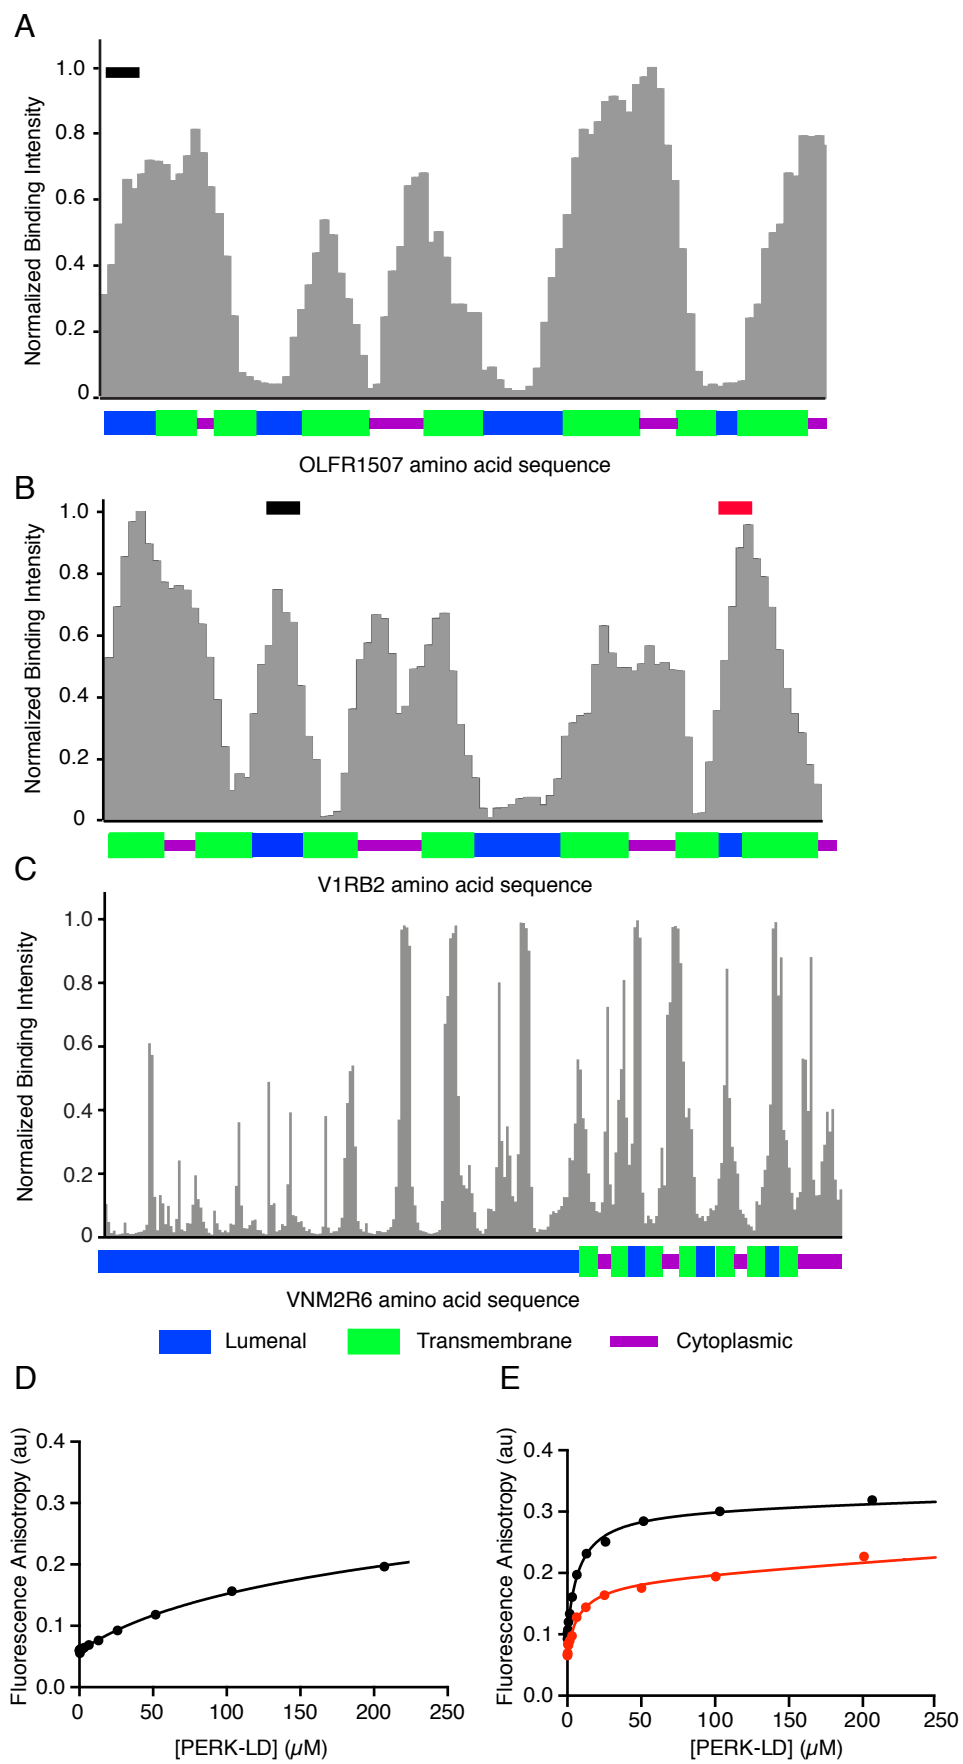 A
Normalized Binding Intensity
1.0
0.8
0.6
0.4
0.2
0
OLFR1507 amino acid sequence
B
Normalized Binding Intensity
1.0
0.8
0.6
0.4
0.2
0
V1RB2 amino acid sequence
C
Normalized Binding Intensity
1.0
0.8
0.6
0.4
0.2
0
VNM2R6 amino acid sequence
Lumenal Transmembrane Cytoplasmic
D
Fluorescence Anisotropy (au)
0.4
0.3
0.2
0.1
0.0
0 50 100 150 200 250
[PERK-LD] (µM)
E
Fluorescence Anisotropy (au)
0.4
0.3
0.2
0.1
0.0
0 50 100 150 200 250
[PERK-LD] (µM)